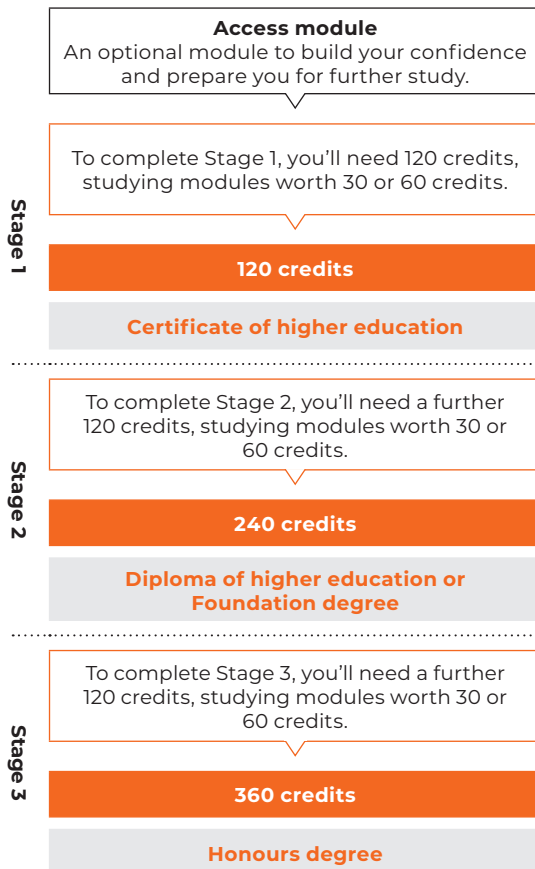 Access module
An optional module to build your confidence
and prepare you for further study.
Stage 1
To complete Stage 1, you’ll need 120 credits,
studying modules worth 30 or 60 credits.
120 credits
Certificate of higher education
Stage 2
To complete Stage 2, you’ll need a further
120 credits, studying modules worth 30 or
60 credits.
240 credits
Diploma of higher education or
Foundation degree
Stage 3
To complete Stage 3, you’ll need a further
120 credits, studying modules worth 30 or
60 credits.
360 credits
Honours degree